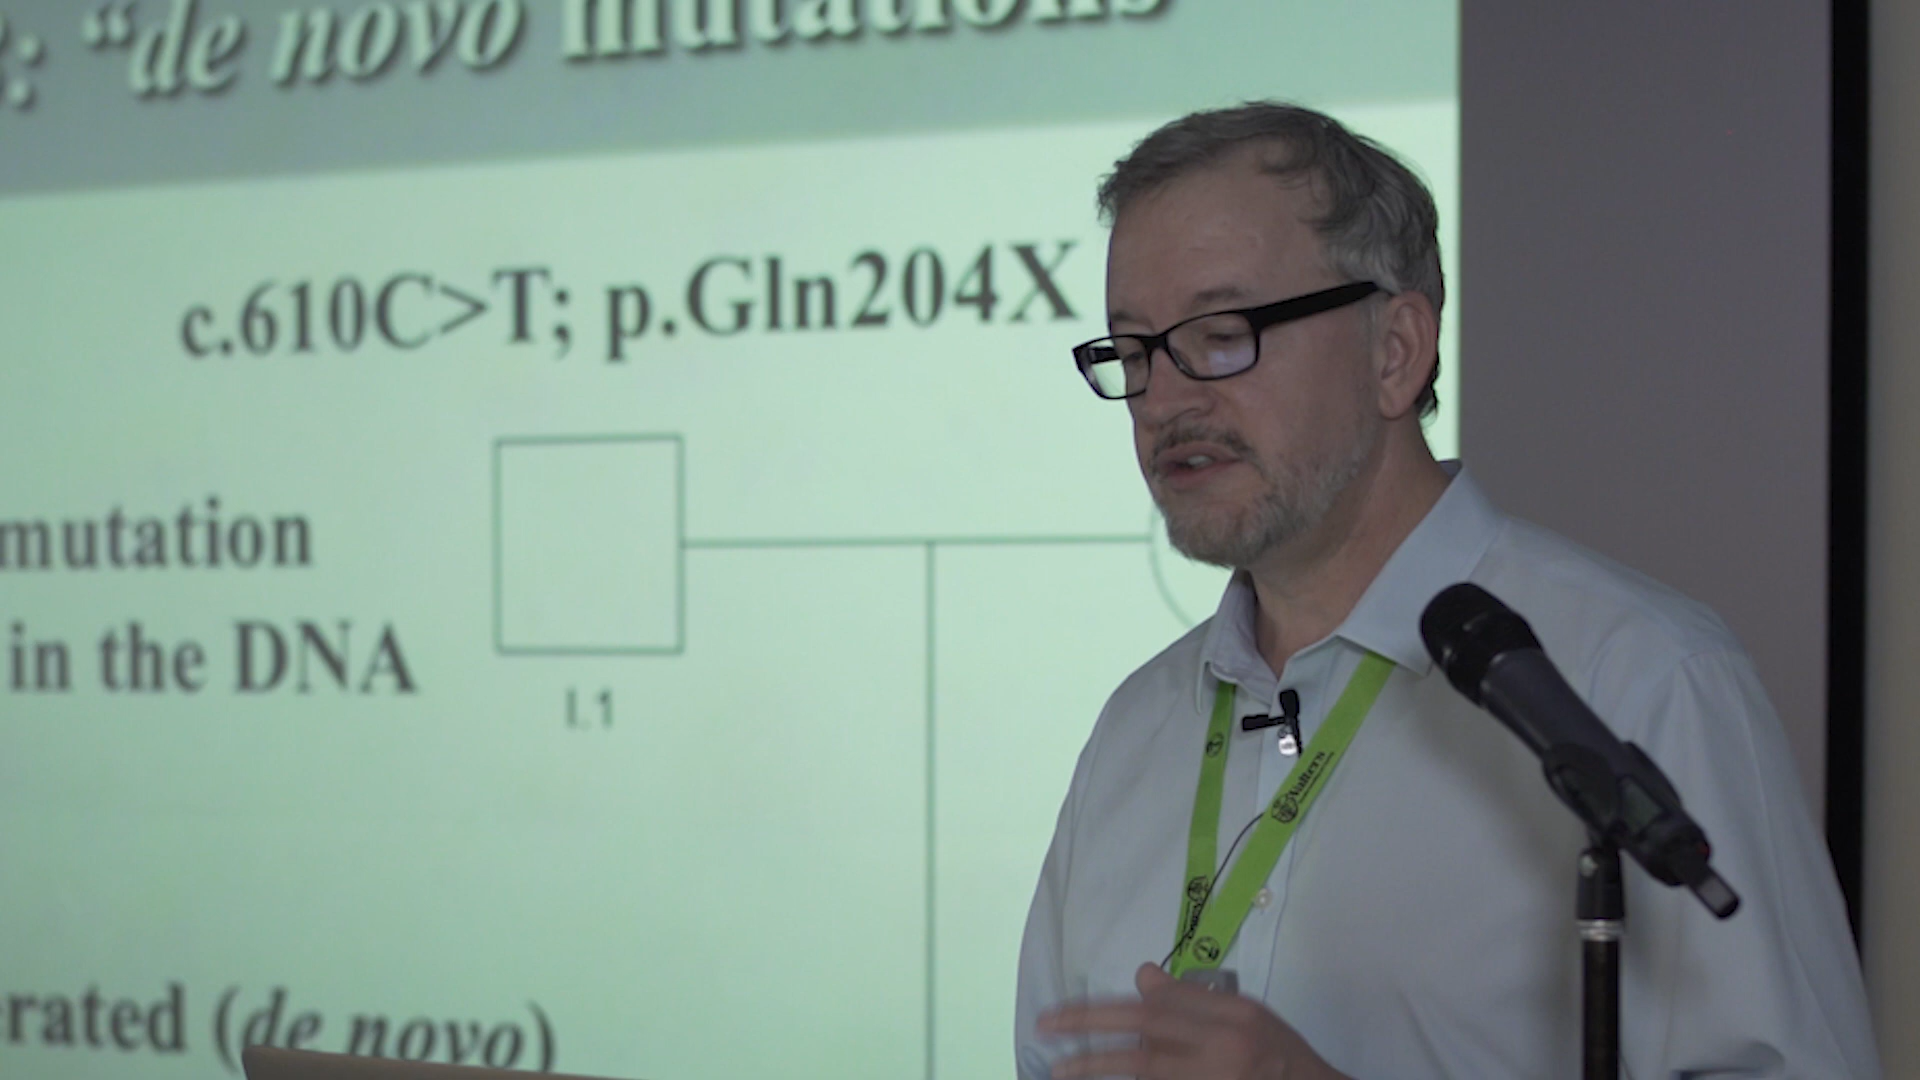 : “de novo mutations
c.610C>T; p.Gln204X
mutation
in the DNA
I.1
erated (de novo)